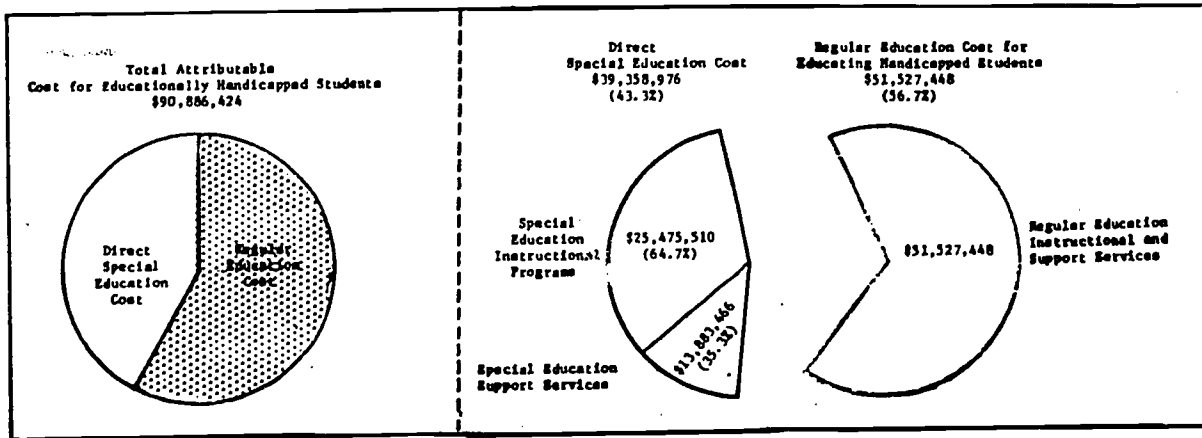 Total Attributable
Cost for Educationally Handicapped Students
$90,886,424
Direct
Special
Education
Cost
Regular
Education
Cost
Direct
Special Education Cost
$39,358,976
(43.3%)
Regular Education Cost for
Educating Handicapped Students
$51,527,448
(56.7%)
Special
Education
Instructional
Programs
$25,475,510
(64.7%)
$13,883,466
(35.3%)
Special Education
Support Services
$51,527,448
Regular Education
Instructional and
Support Services